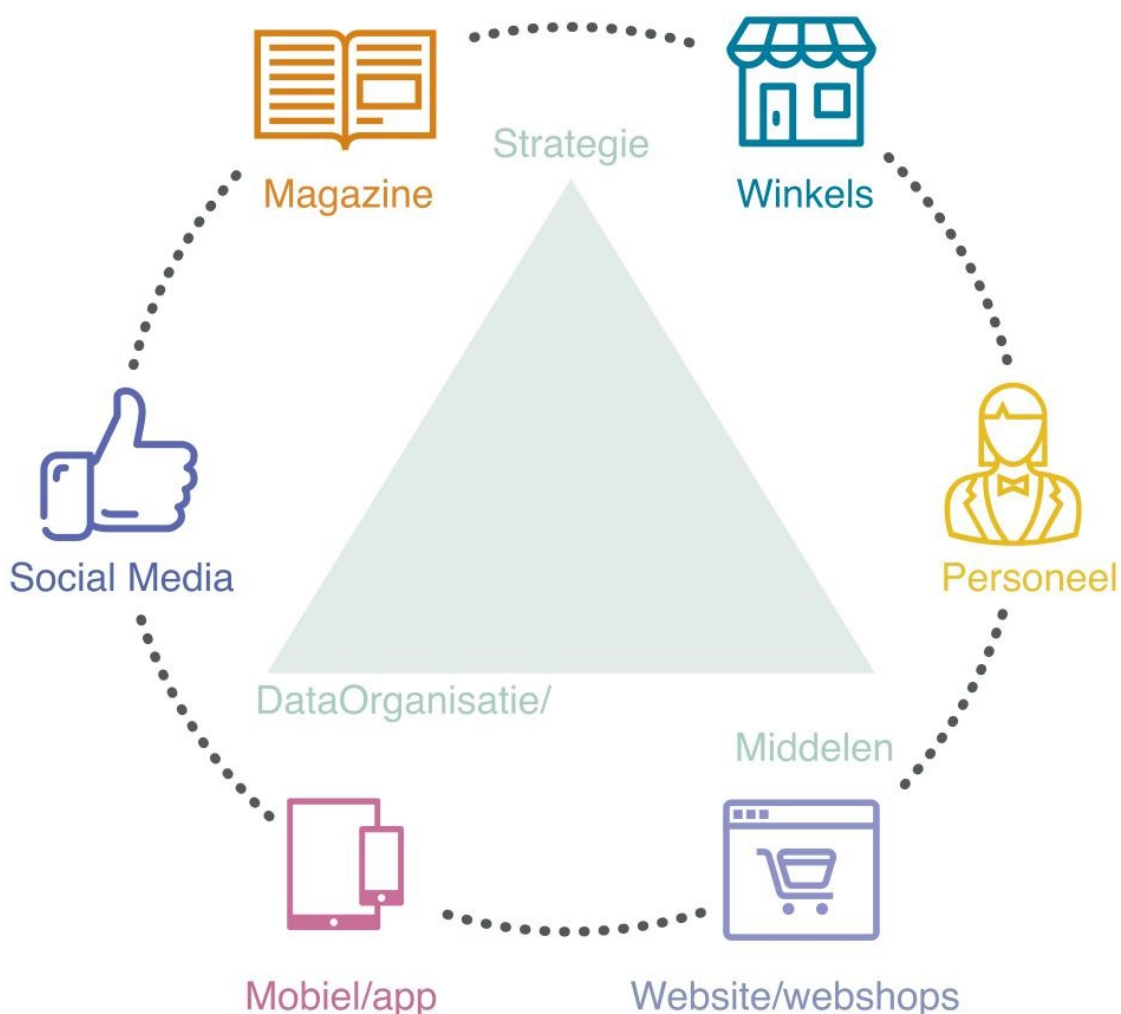 Strategie
Magazine
Winkels
Social Media
Personeel
DataOrganisatie/
Middelen
Mobiel/app
Website/webshops